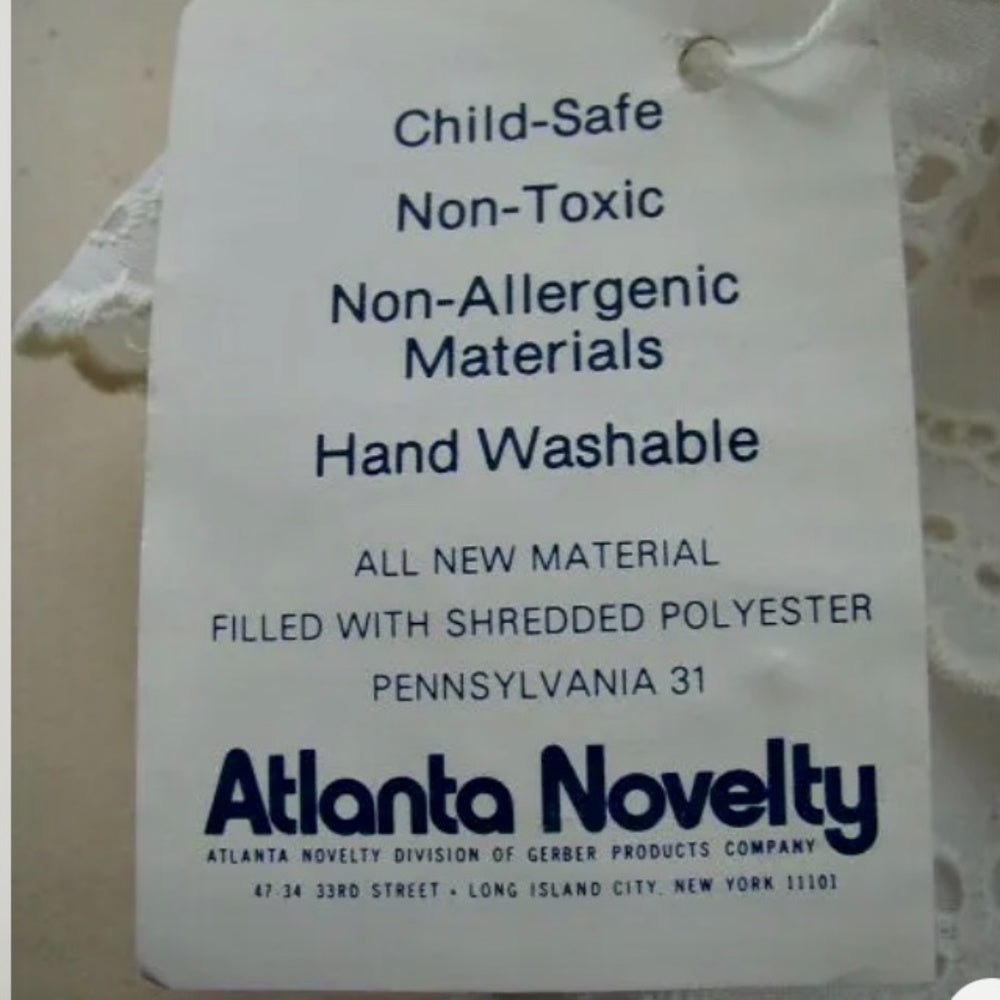 Child-Safe
Non-Toxic
Non-Allergenic
Materials
Hand Washable
ALL NEW MATERIAL
FILLED WITH SHREDDED POLYESTER
PENNSYLVANIA 31
Atlanta Novelty
ATLANTA NOVELTY DIVISION OF GERBER PRODUCTS COMPANY
47-34 33RD STREET • LONG ISLAND CITY, NEW YORK 11101